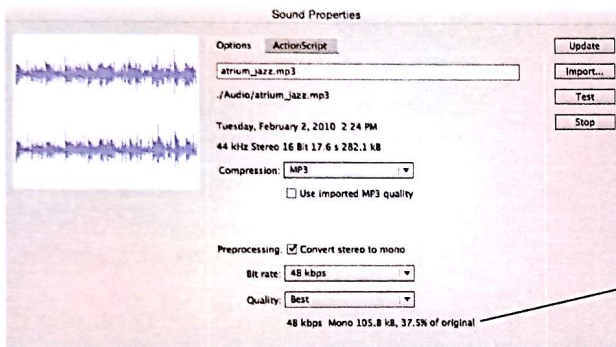 Sound Properties
Options ActionScript
atrium_jazz.mp3
./Audio/atrium_jazz.mp3
Tuesday, February 2, 2010 2 24 PM
44 kHz Stereo 16 Bit 17.6 s 282.1 kB
Compression: MP3
Use imported MP3 quality
Preprocessing: Convert stereo to mono
Bit rate: 48 kbps
Quality: Best
48 kbps Mono 105.8 kB, 37.5% of original
Update
Import...
Test
Stop